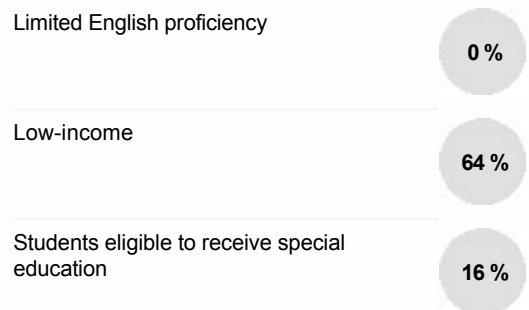 Limited English proficiency
0 %
Low-income
64 %
Students eligible to receive special
education
16 %